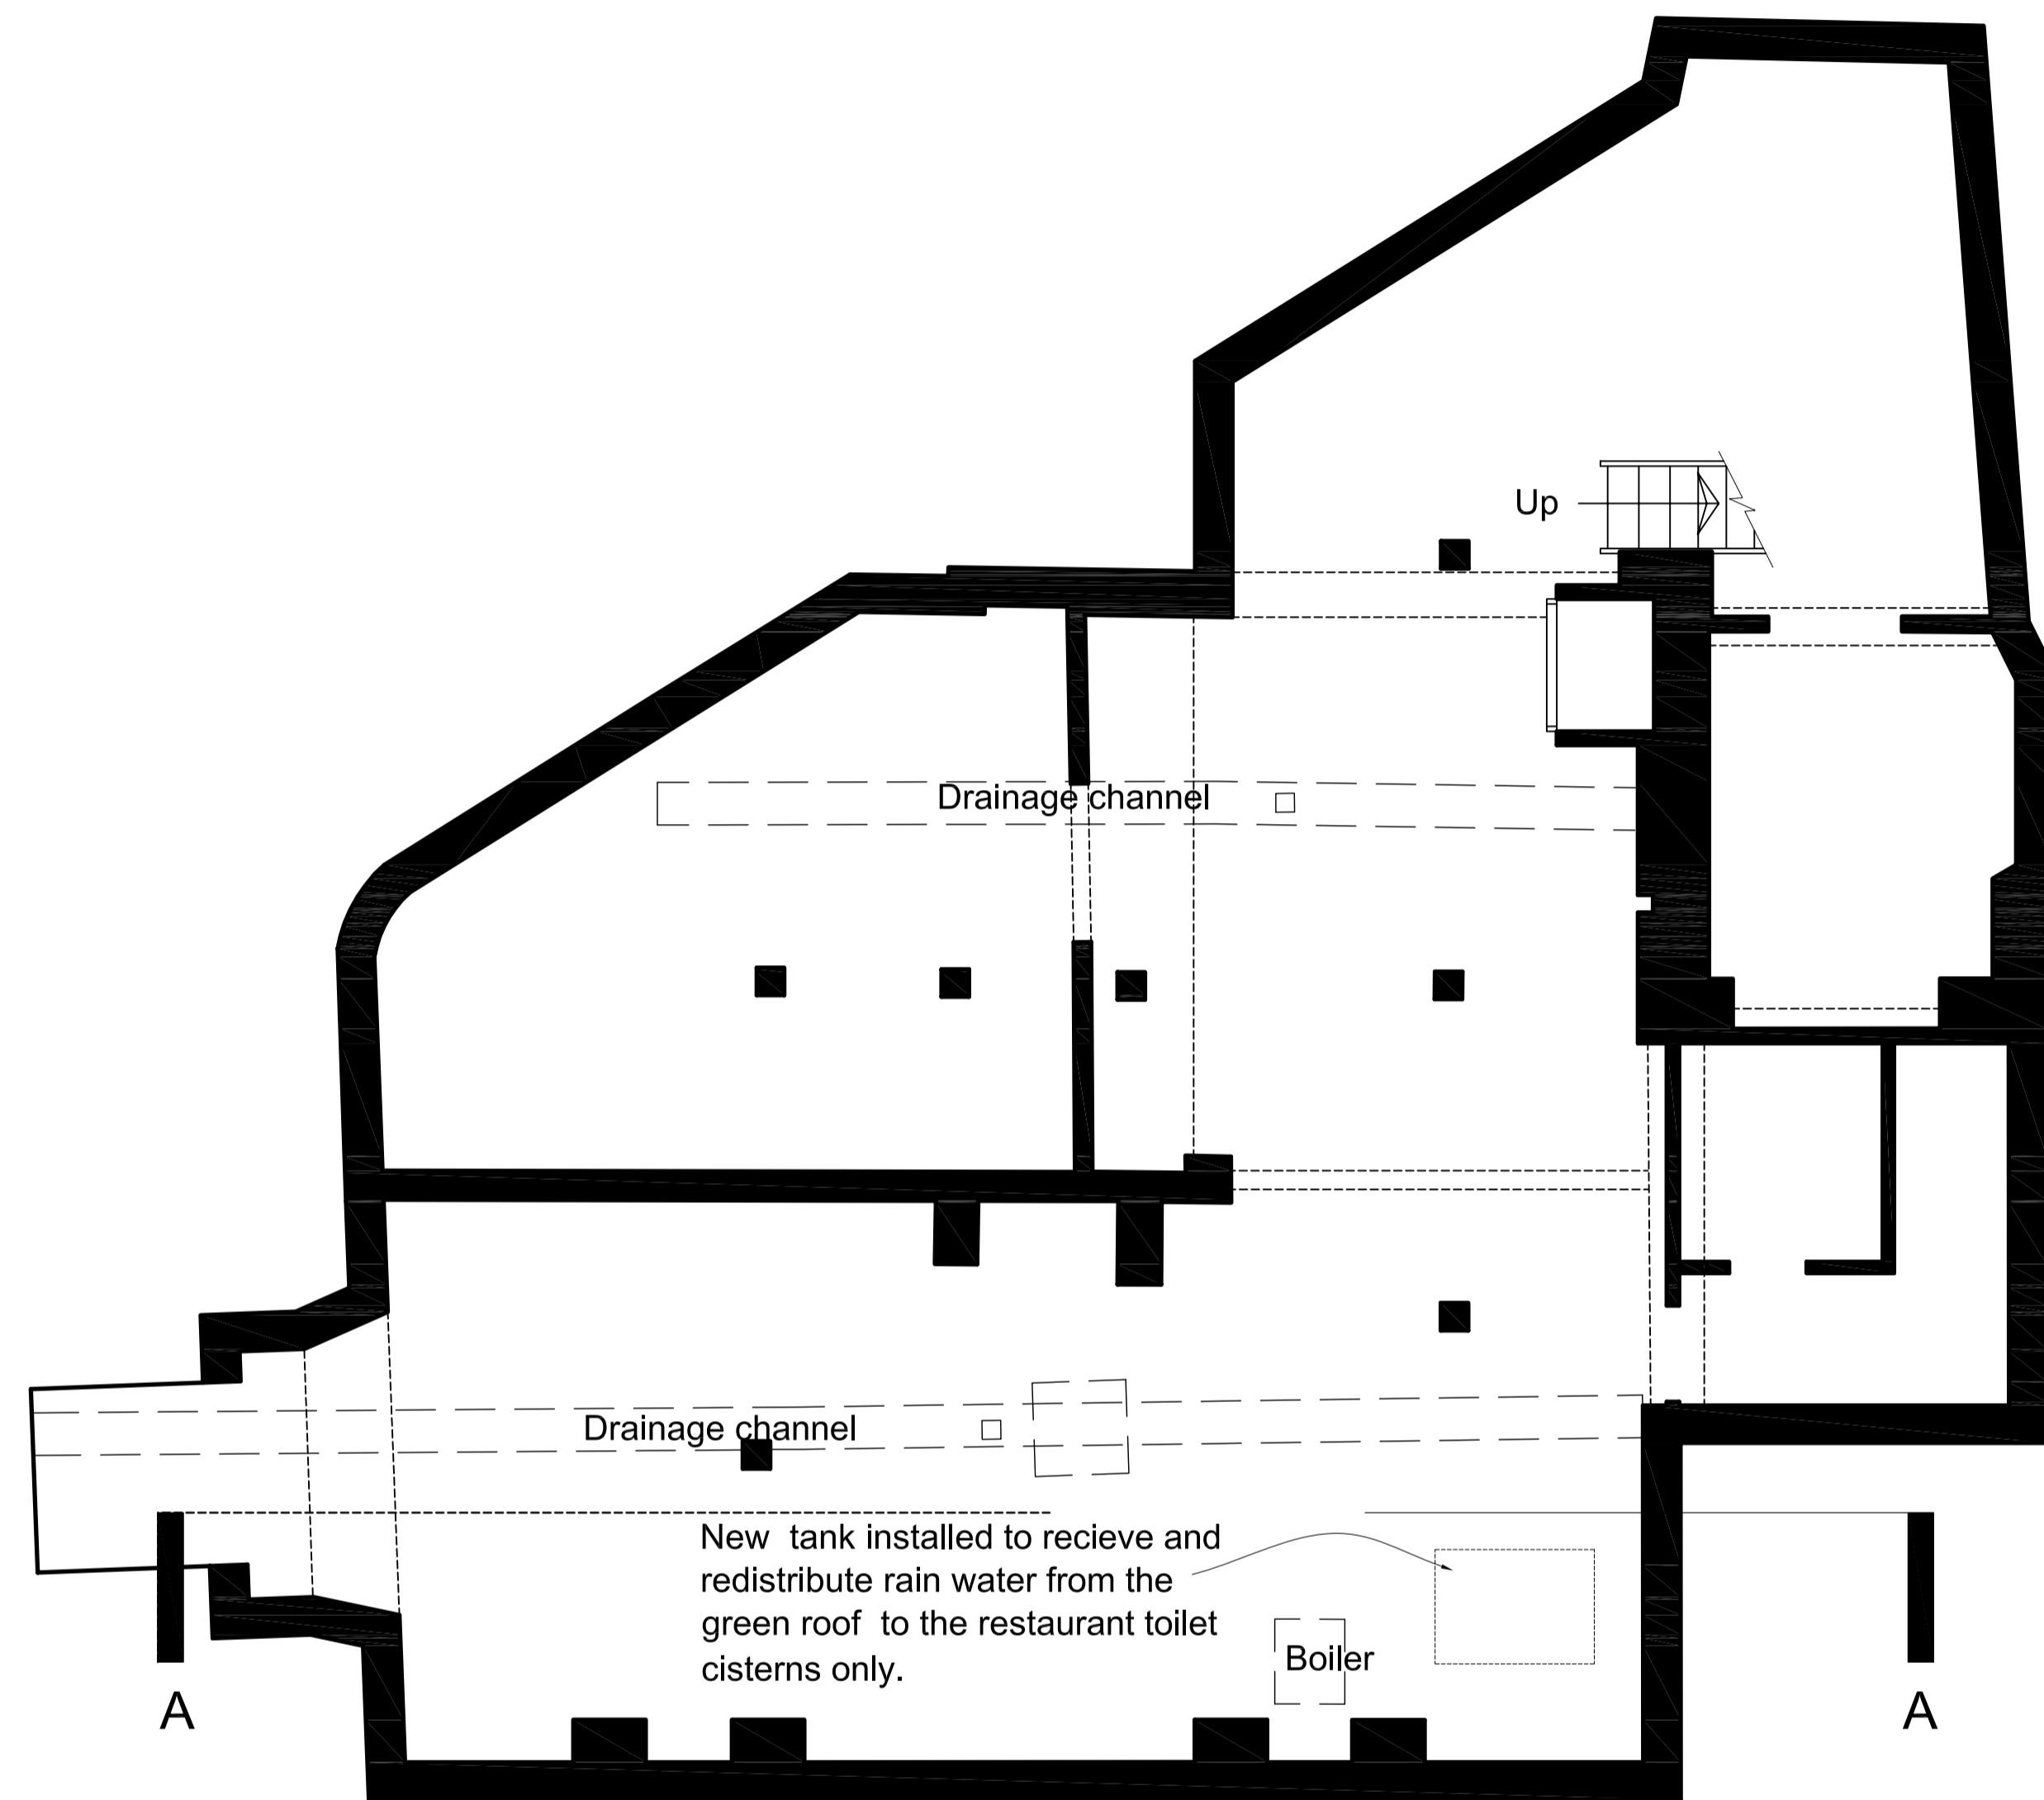 Up
Drainage channel
Drainage channel
New tank installed to recieve and
redistribute rain water from the
green roof to the restaurant toilet
cisterns only.
Boiler
A
A